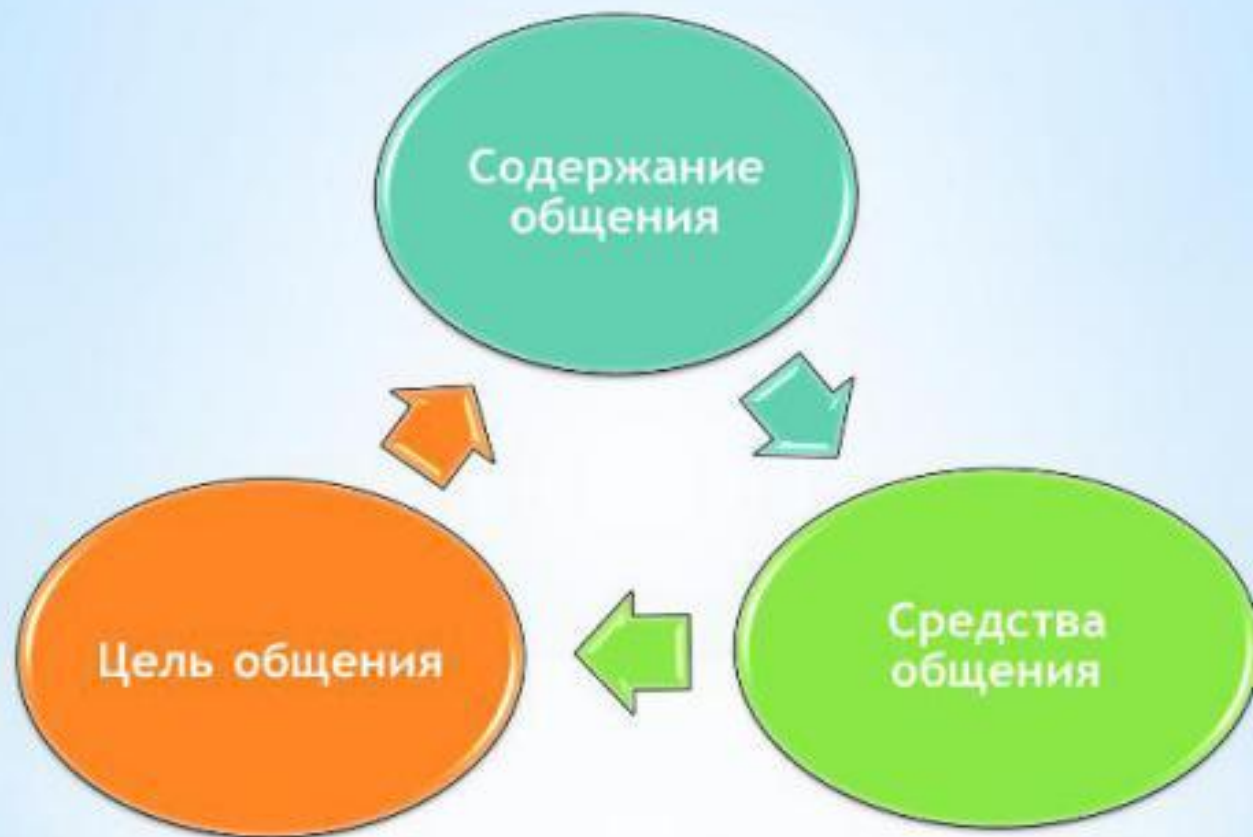 Содержание
общения
Средства
общения
Цель общения